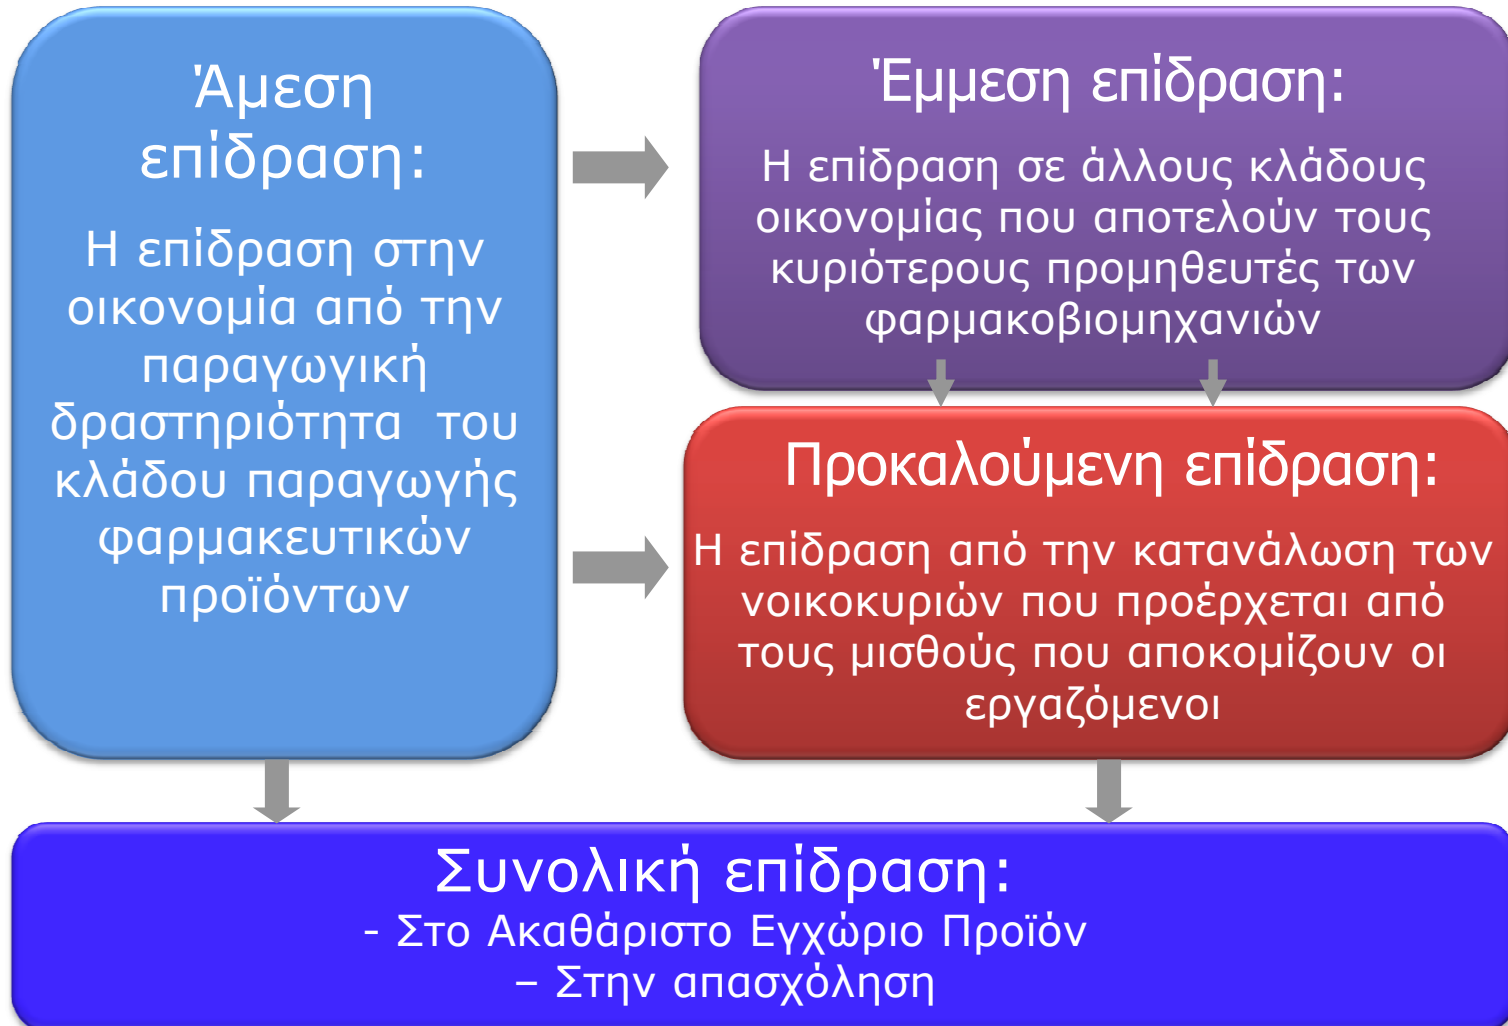 Άμεση
επίδραση:
Η επίδραση στην
οικονομία από την
παραγωγική
δραστηριότητα του
κλάδου παραγωγής
φαρμακευτικών
προϊόντων
Έμμεση επίδραση:
Η επίδραση σε άλλους κλάδους
οικονομίας που αποτελούν τους
κυριότερους προμηθευτές των
φαρμακοβιομηχανιών
Προκαλούμενη επίδραση:
Η επίδραση από την κατανάλωση των
νοικοκυριών που προέρχεται από
τους μισθούς που αποκομίζουν οι
εργαζόμενοι
Συνολική επίδραση:
- Στο Ακαθάριστο Εγχώριο Προϊόν
– Στην απασχόληση